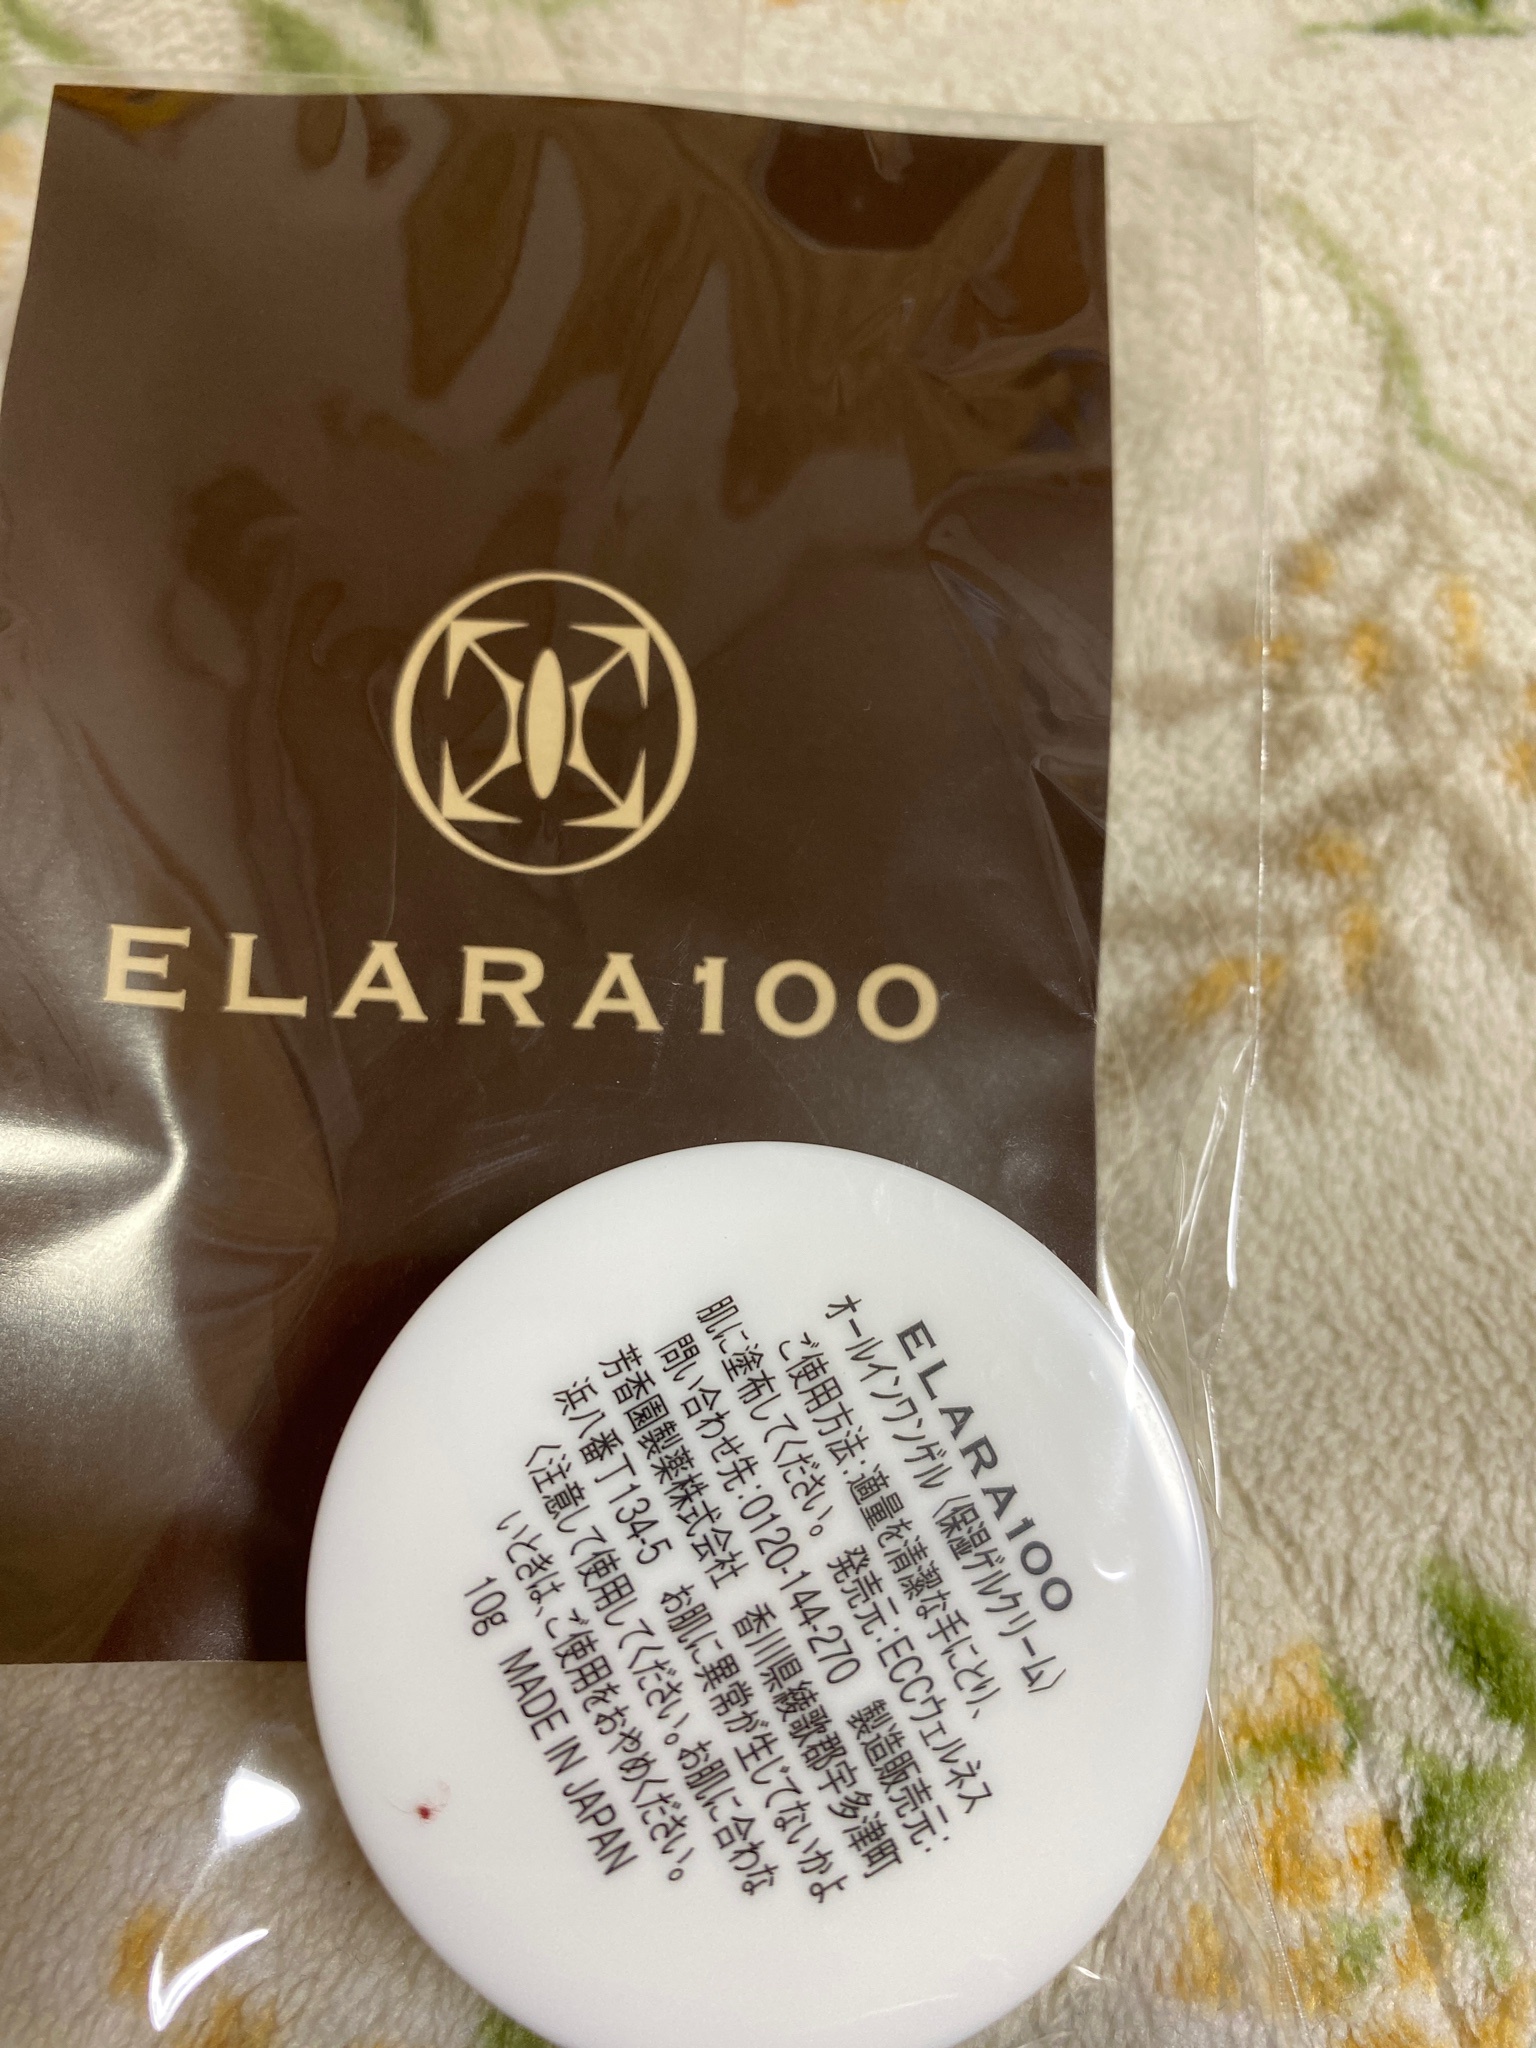 ELARA100
ELARA100
オールインワンゲル〈保湿ゲルクリーム〉
ご使用方法:適量を清潔な手にとり、
肌に塗布してください。 発売元:ECCウェルネス
問い合わせ先:0120-144-270 製造販売元:
芳香園製薬株式会社 香川県綾歌郡宇多津町
浜八番丁134-5 お肌に異常が生じてないかよ
く注意して使用してください。お肌に合わな
いときは、ご使用をおやめください。
10g MADE IN JAPAN